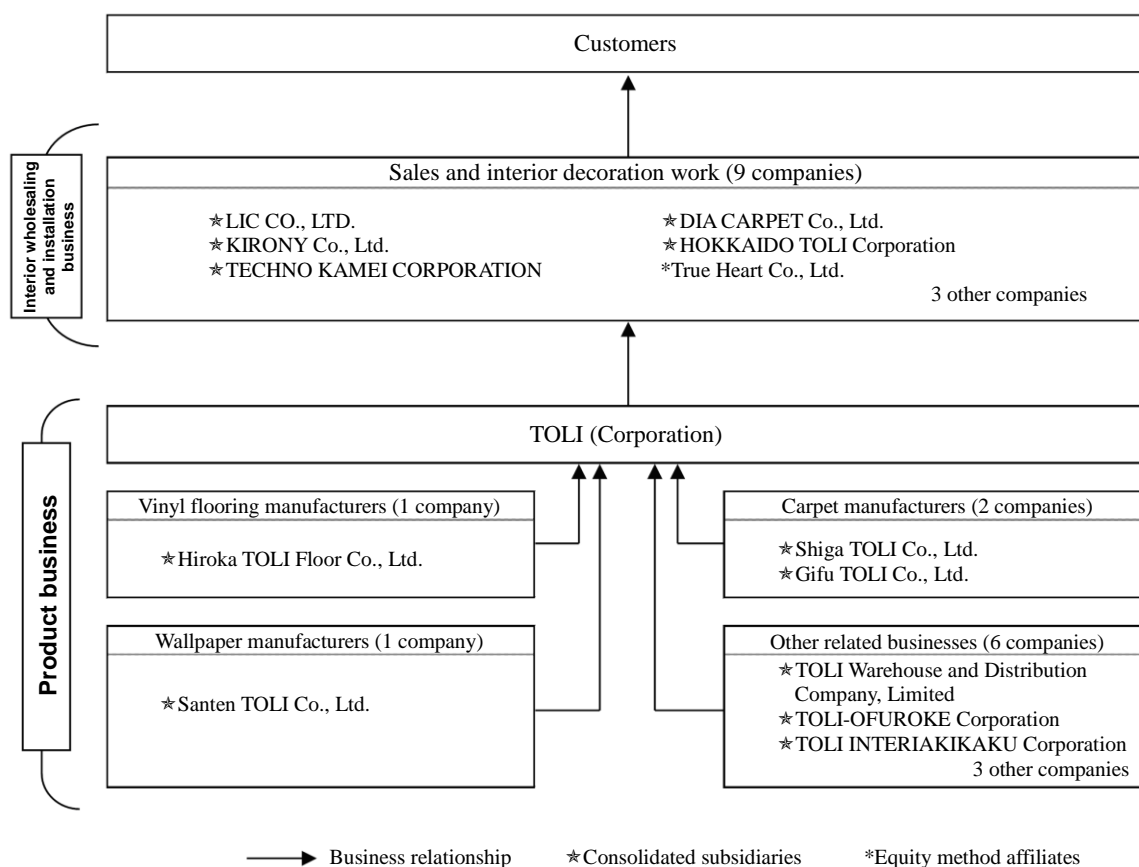 Customers
Interior wholesaling
and installation
business
Sales and interior decoration work (9 companies)
✯LIC CO., LTD.
✯KIRONY Co., Ltd.
✯TECHNO KAMEI CORPORATION
✯DIA CARPET Co., Ltd.
✯HOKKAIDO TOLI Corporation
*True Heart Co., Ltd.
3 other companies
Product business
TOLI (Corporation)
Vinyl flooring manufacturers (1 company)
✯Hiroka TOLI Floor Co., Ltd.
Carpet manufacturers (2 companies)
✯Shiga TOLI Co., Ltd.
✯Gifu TOLI Co., Ltd.
Wallpaper manufacturers (1 company)
✯Santen TOLI Co., Ltd.
Other related businesses (6 companies)
✯TOLI Warehouse and Distribution
Company, Limited
✯TOLI-OFUROKE Corporation
✯TOLI INTERIAKIKAKU Corporation
3 other companies
Business relationship
✯Consolidated subsidiaries
*Equity method affiliates